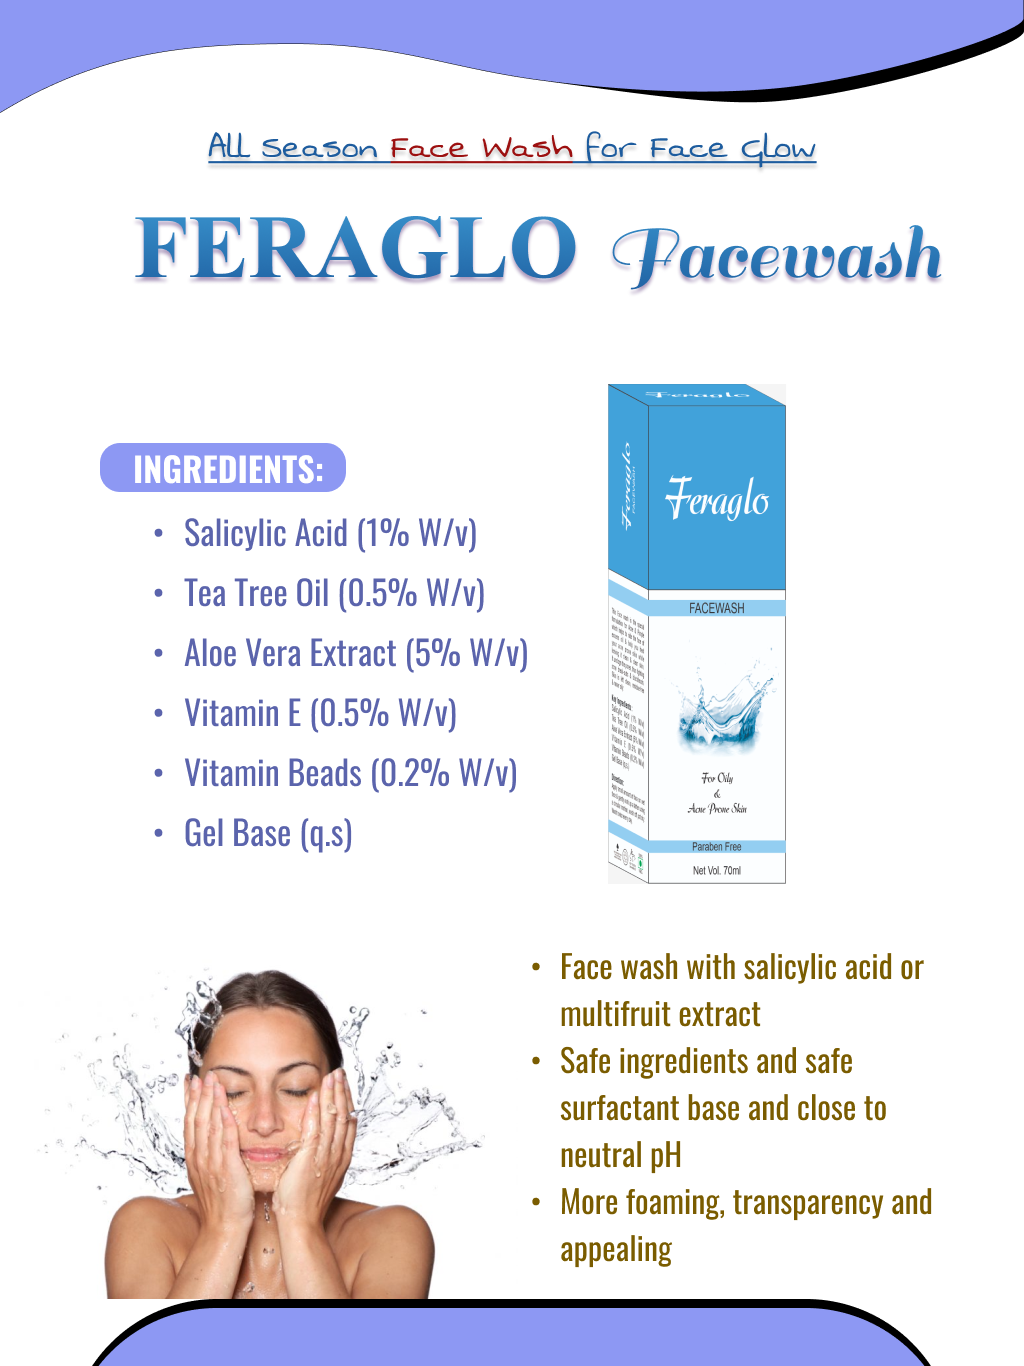 All Season Face Wash for Face Glow
FERAGLO Facewash
Feraglo
Feraglo
FACEWASH
Feraglo
INGREDIENTS:
• Salicylic Acid (1% W/v)
• Tea Tree Oil (0.5% W/v)
• Aloe Vera Extract (5% W/v)
• Vitamin E (0.5% W/v)
• Vitamin Beads (0.2% W/v)
• Gel Base (q.s)
FACEWASH
For Oily
&
Acne Prone Skin
Paraben Free
Net Vol. 70ml
• Face wash with salicylic acid or
multifruit extract
• Safe ingredients and safe
surfactant base and close to
neutral pH
• More foaming, transparency and
appealing